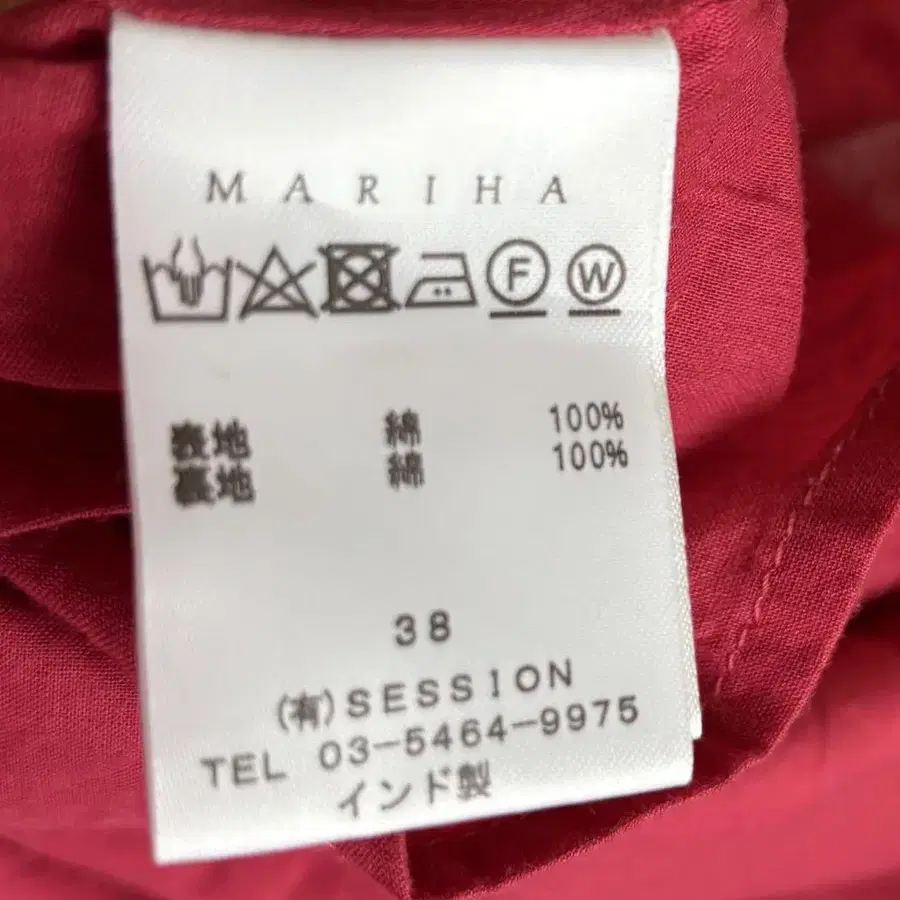 MARIHA
F W
表地 綿 100%
裏地 綿 100%
38
(有)SESSION
TEL 03-5464-9975
インド製